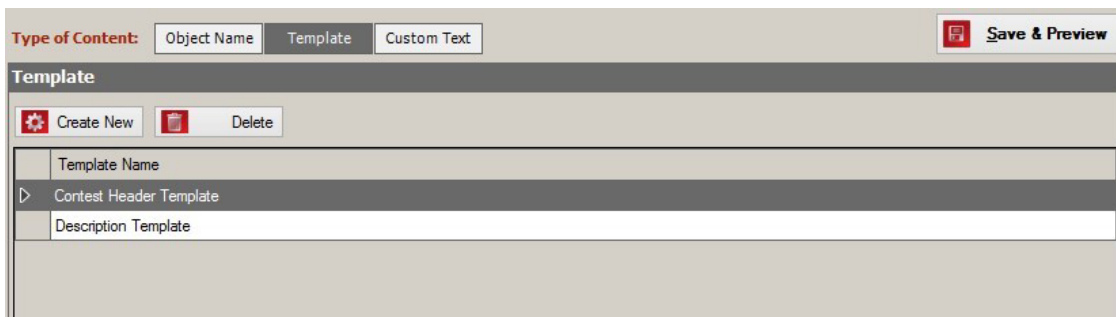 Type of Content: Object Name Template Custom Text Save & Preview
Template
Create New Delete
Template Name
Contest Header Template
Description Template